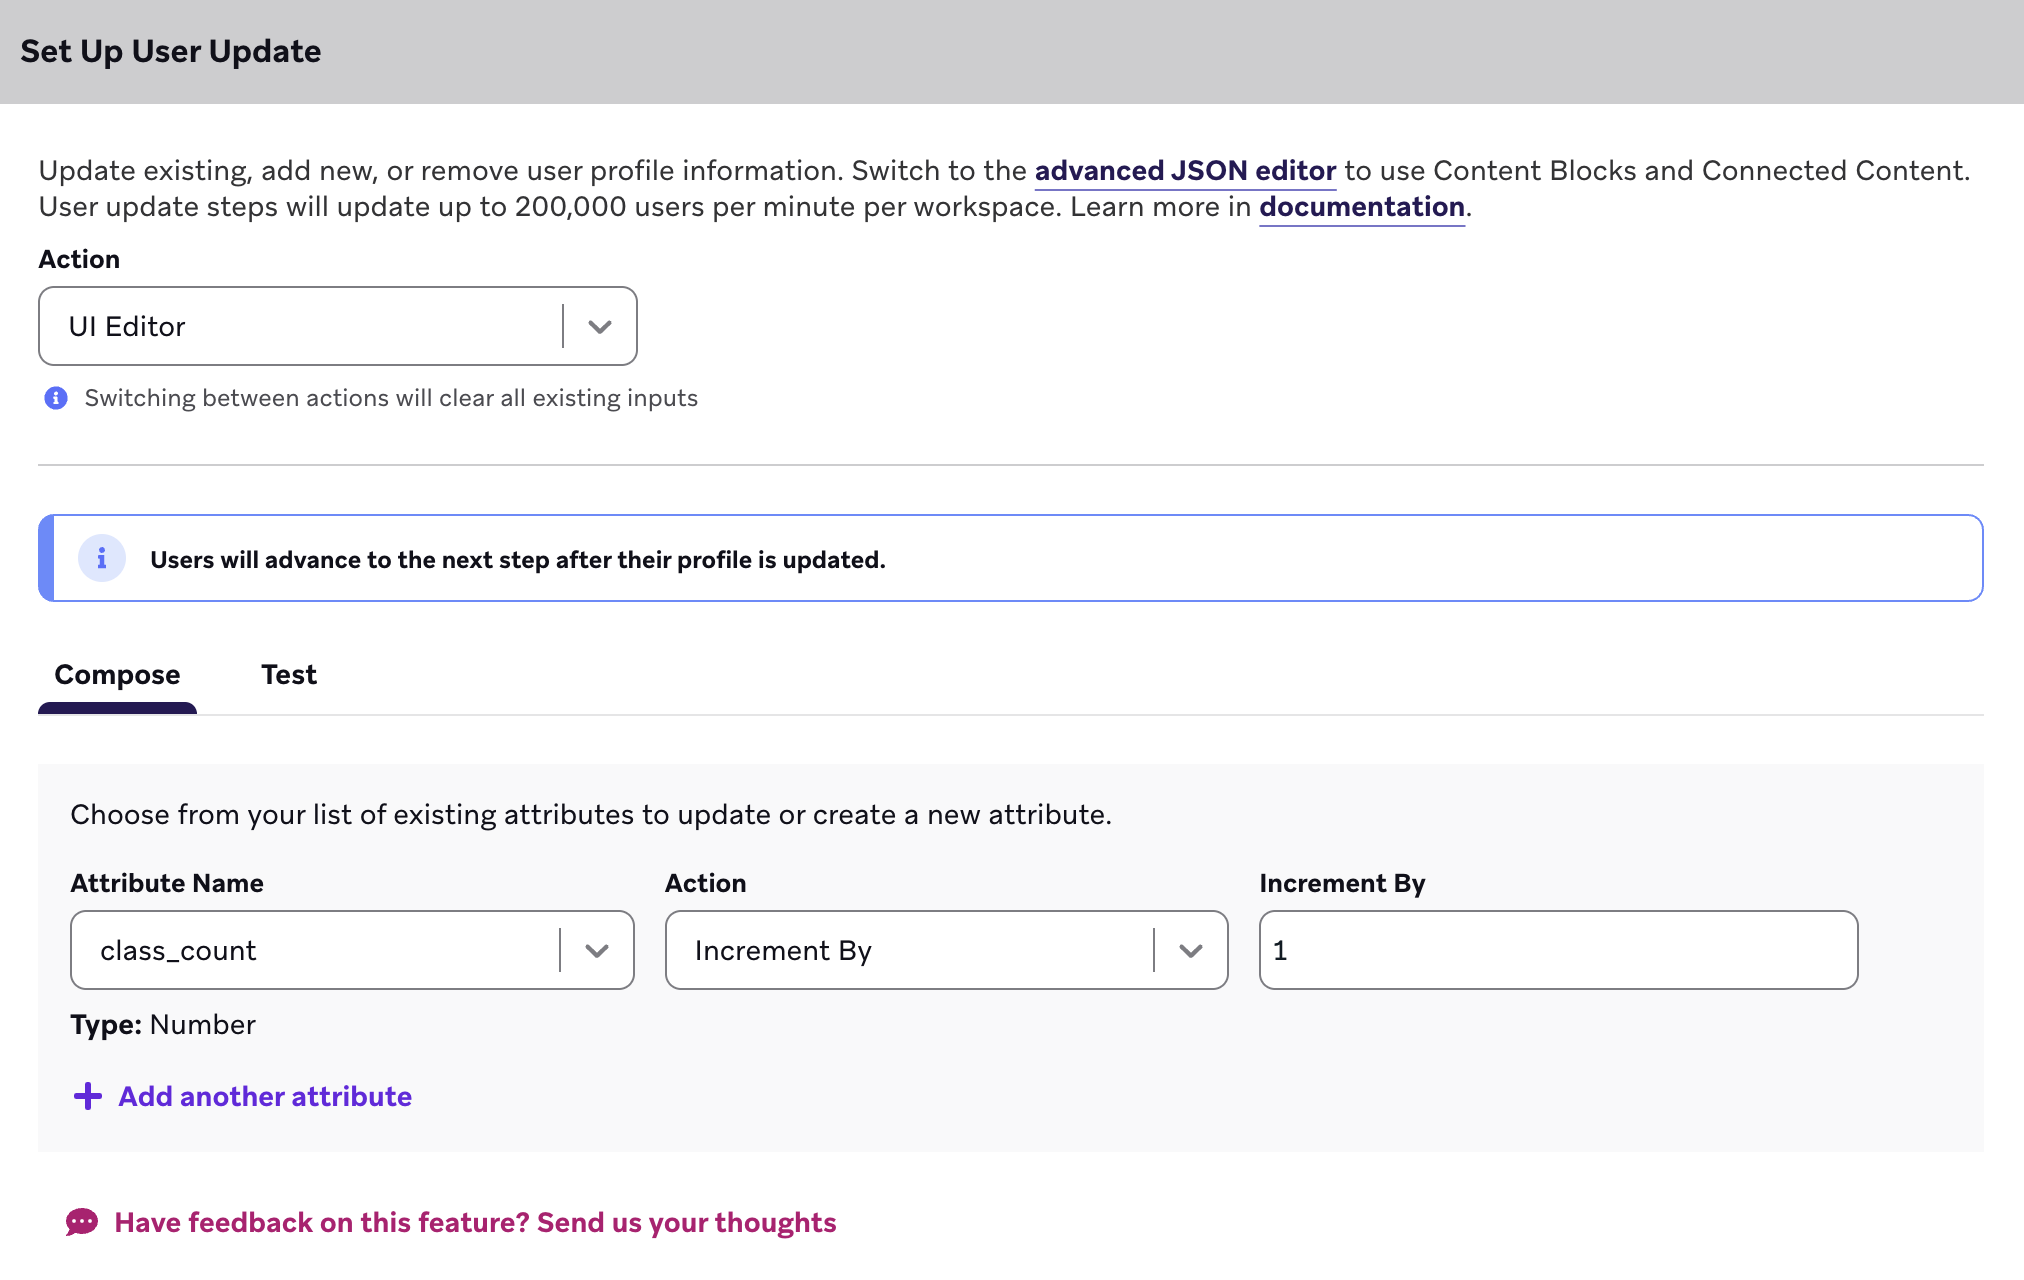 Set Up User Update
Update existing, add new, or remove user profile information. Switch to the advanced JSON editor to use Content Blocks and Connected Content.
User update steps will update up to 200,000 users per minute per workspace. Learn more in documentation.
Action
UI Editor
Switching between actions will clear all existing inputs
Users will advance to the next step after their profile is updated.
Compose Test
Choose from your list of existing attributes to update or create a new attribute.
Attribute Name Action Increment By
class_count Increment By 1
Type: Number
Add another attribute
Have feedback on this feature? Send us your thoughts